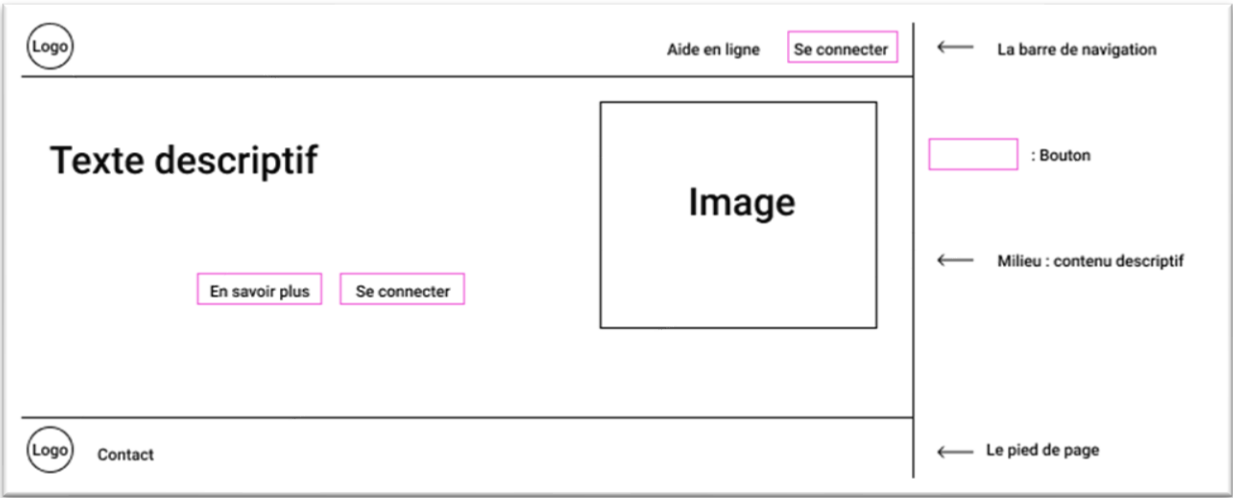 Logo
Aide en ligne
Se connecter
La barre de navigation
Texte descriptif
Image
: Bouton
En savoir plus
Se connecter
Milieu : contenu descriptif
Logo
Contact
Le pied de page